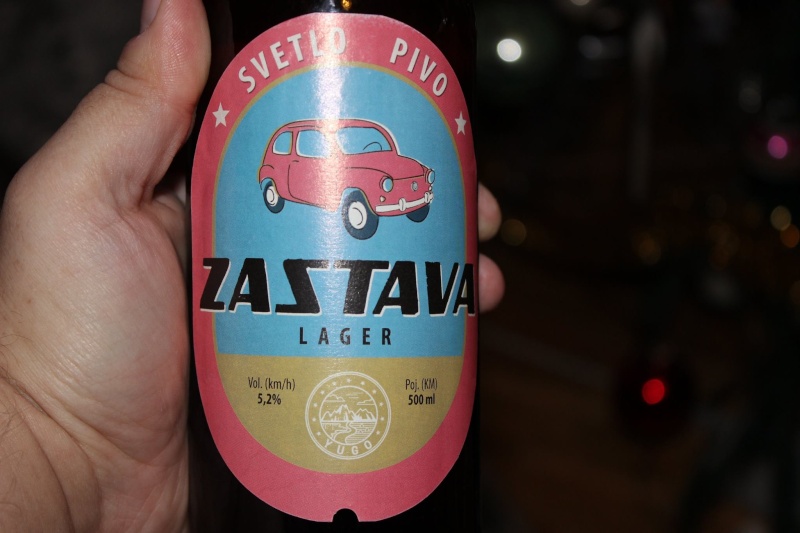 SVETLO PIVO
ZASTAVA
LAGER
Vol. (km/h)
5,2%
Poj. (KM)
500 ml
YUGO